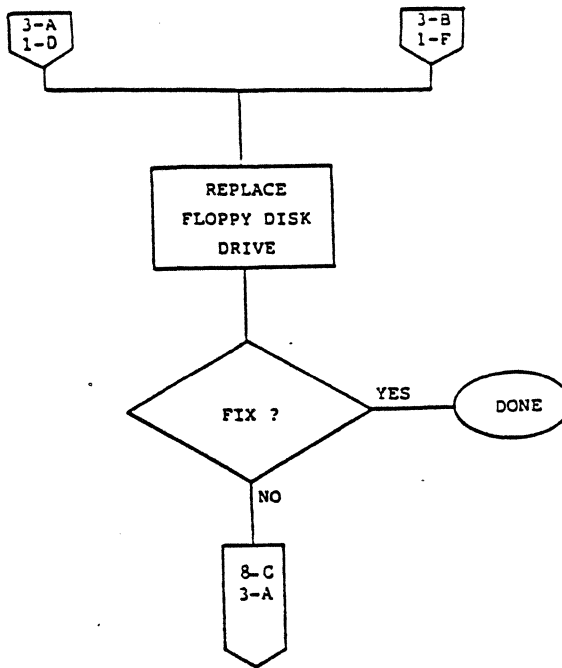 3-A
1-D
3-B
1-F
REPLACE
FLOPPY DISK
DRIVE
FIX ?
YES
DONE
NO
8-C
3-A